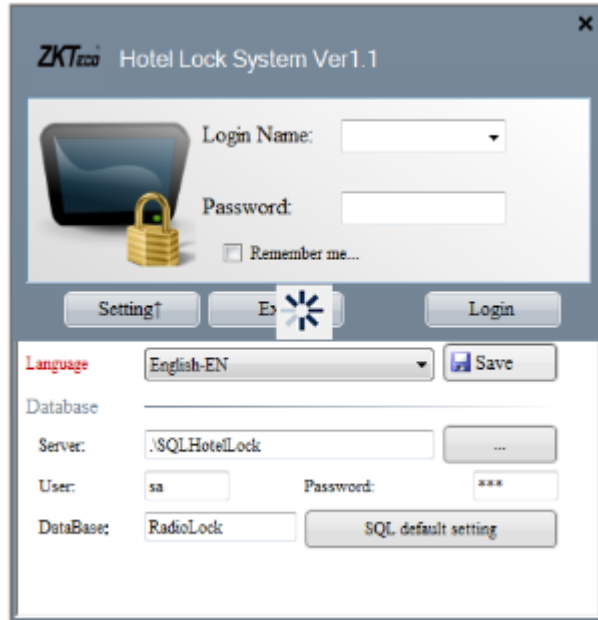 ZKTeco Hotel Lock System Ver1.1
Login Name:
Password:
Remember me...
Setting↑ Login
Language English-EN Save
Database
Server: .\SQLHotelLock ...
User: sa Password: ***
DataBase: RadioLock SQL default setting